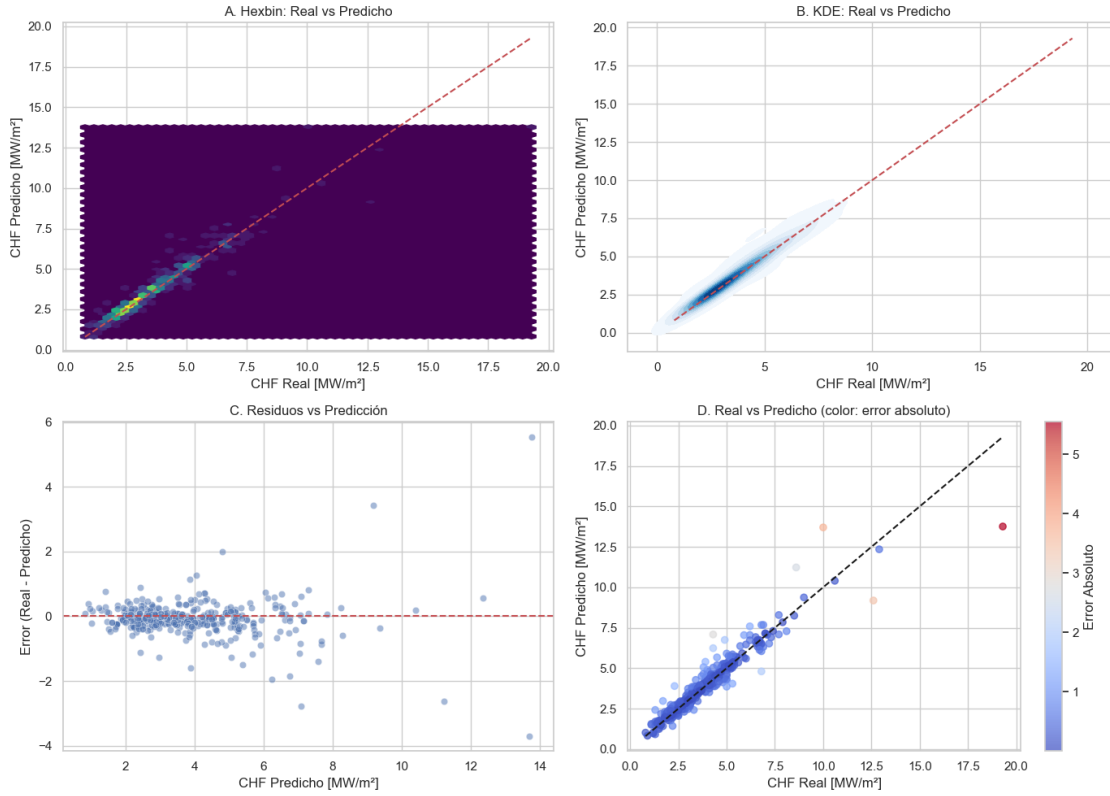 A. Hexbin: Real vs Predicho
20.0
17.5
15.0
12.5
10.0
7.5
5.0
2.5
0.0
CHF Predicho [MW/m²]
0.0 2.5 5.0 7.5 10.0 12.5 15.0 17.5 20.0
CHF Real [MW/m²]
B. KDE: Real vs Predicho
20.0
17.5
15.0
12.5
10.0
7.5
5.0
2.5
0.0
CHF Predicho [MW/m²]
0 5 10 15 20
CHF Real [MW/m²]
C. Residuos vs Predicción
6
4
2
0
−2
−4
Error (Real - Predicho)
2 4 6 8 10 12 14
CHF Predicho [MW/m²]
D. Real vs Predicho (color: error absoluto)
20.0
17.5
15.0
12.5
10.0
7.5
5.0
2.5
0.0
CHF Predicho [MW/m²]
0.0 2.5 5.0 7.5 10.0 12.5 15.0 17.5 20.0
CHF Real [MW/m²]
5
4
3
2
1
Error Absoluto